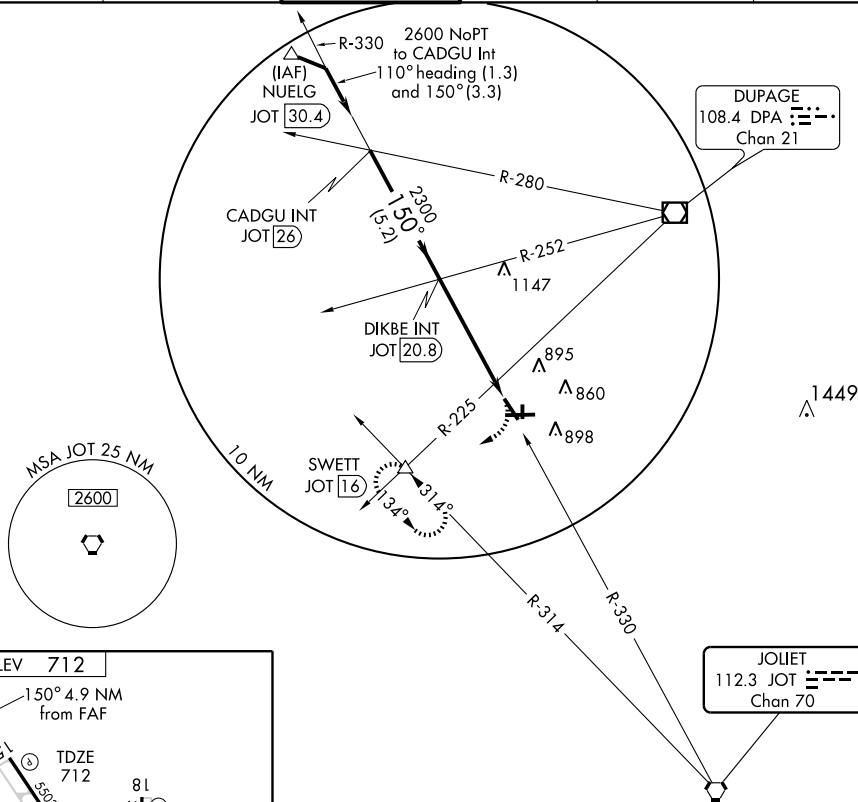 R-330
2600 NoPT
to CADGU Int
110° heading (1.3)
and 150° (3.3)
(IAF)
NUELG
JOT 30.4
DUPAGE
108.4 DPA
Chan 21
R-280
CADGU INT
JOT 26
2300
150°
(5.2)
R-252
1147
DIKBE INT
JOT 20.8
895
860
898
1449
R-225
10 NM
SWETT
JOT 16
314°
134°
MSA JOT 25 NM
2600
R-314
R-330
JOLIET
112.3 JOT
Chan 70
LEV 712
150° 4.9 NM
from FAF
TDZE
712
18